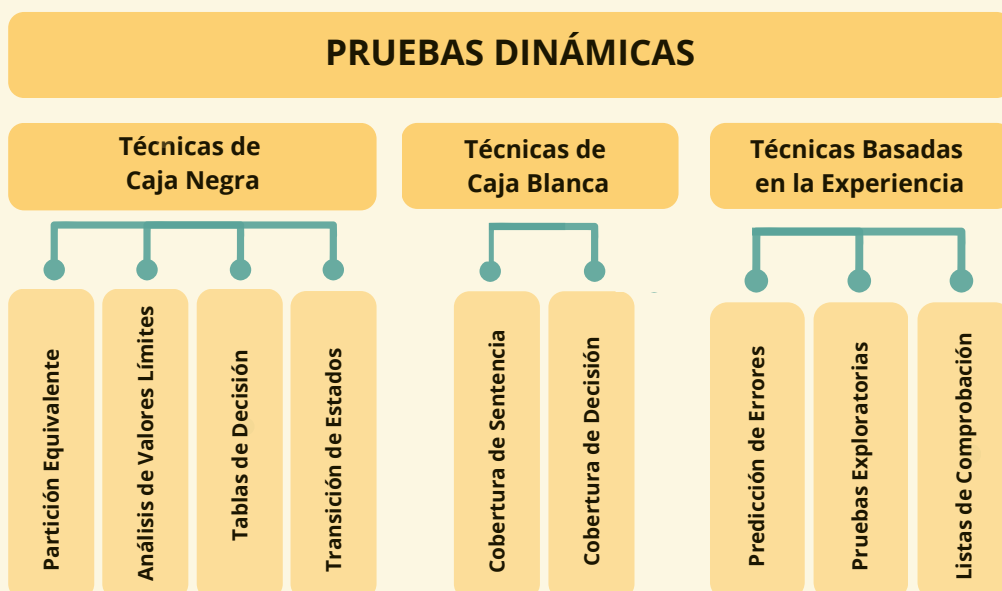 PRUEBAS DINÁMICAS
Técnicas de
Caja Negra
Técnicas de
Caja Blanca
Técnicas Basadas
en la Experiencia
Partición Equivalente
Análisis de Valores Límites
Tablas de Decisión
Transición de Estados
Cobertura de Sentencia
Cobertura de Decisión
Predicción de Errores
Pruebas Exploratorias
Listas de Comprobación